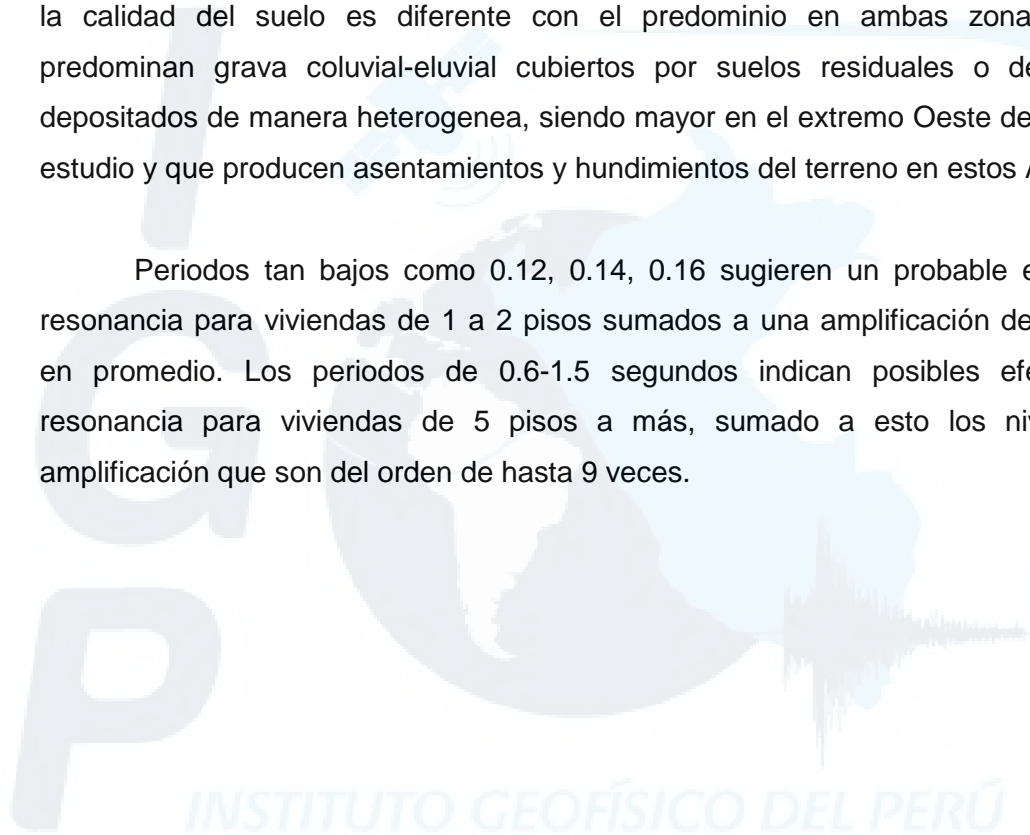 la calidad del suelo es diferente con el predominio en ambas zona
predominan grava coluvial-eluvial cubiertos por suelos residuales o de
depositados de manera heterogenea, siendo mayor en el extremo Oeste de
estudio y que producen asentamientos y hundimientos del terreno en estos A
Periodos tan bajos como 0.12, 0.14, 0.16 sugieren un probable e
resonancia para viviendas de 1 a 2 pisos sumados a una amplificación de
en promedio. Los periodos de 0.6-1.5 segundos indican posibles efe
resonancia para viviendas de 5 pisos a más, sumado a esto los niv
amplificación que son del orden de hasta 9 veces.
I
G
P
INSTITUTO GEOFÍSICO DEL PERÚ